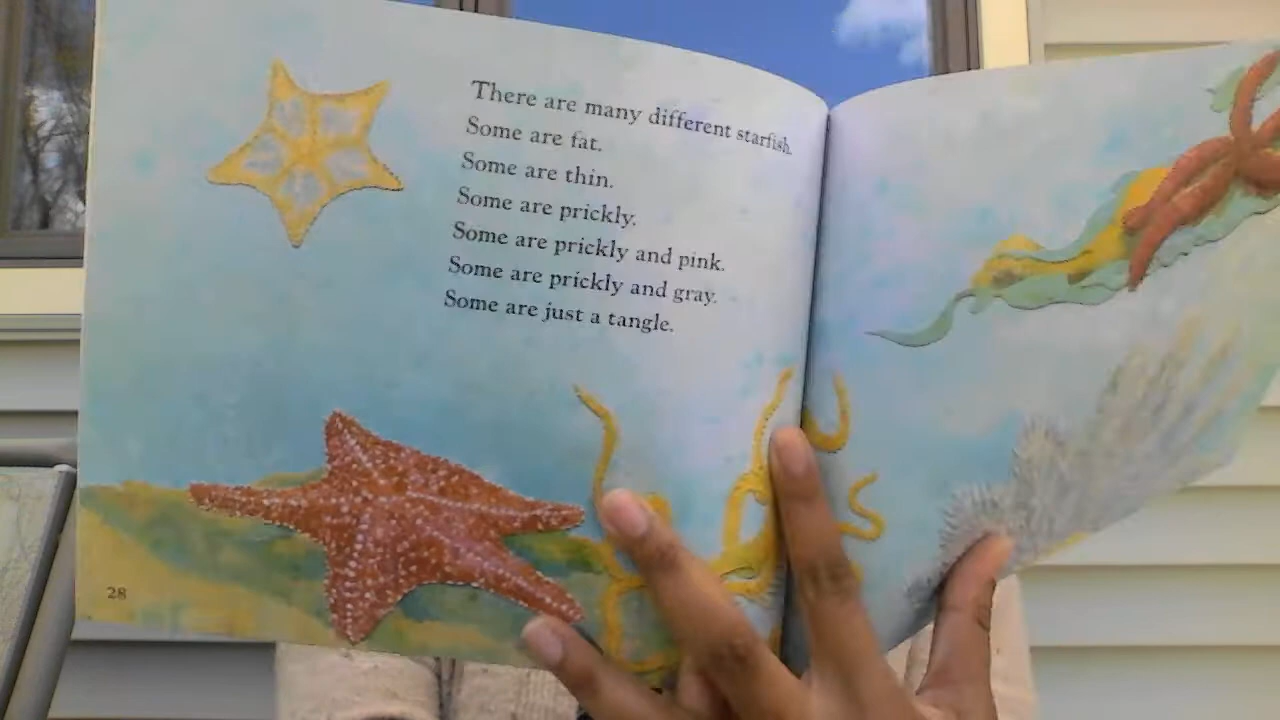 There are many different starfish.
Some are fat.
Some are thin.
Some are prickly.
Some are prickly and pink.
Some are prickly and gray.
Some are just a tangle.
28